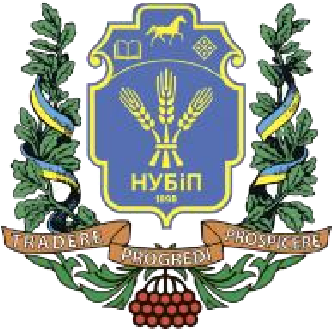 НУБіП
1898
TRADERE PROGREDI PROSPICERE